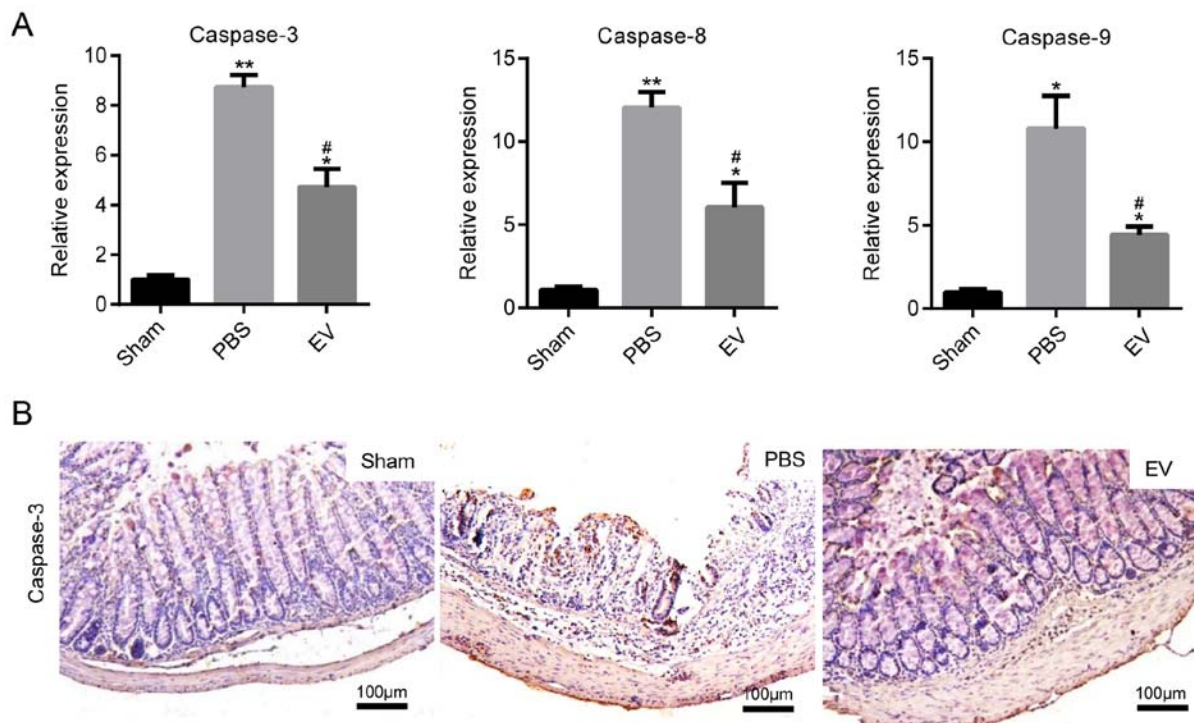 A
Caspase-3
Relative expression
10
8
6
4
2
0
**
#
*
Sham
PBS
EV
Caspase-8
Relative expression
15
10
5
0
**
#
*
Sham
PBS
EV
Caspase-9
Relative expression
15
10
5
0
*
#
*
Sham
PBS
EV
B
Caspase-3
Sham
100μm
PBS
100μm
EV
100μm